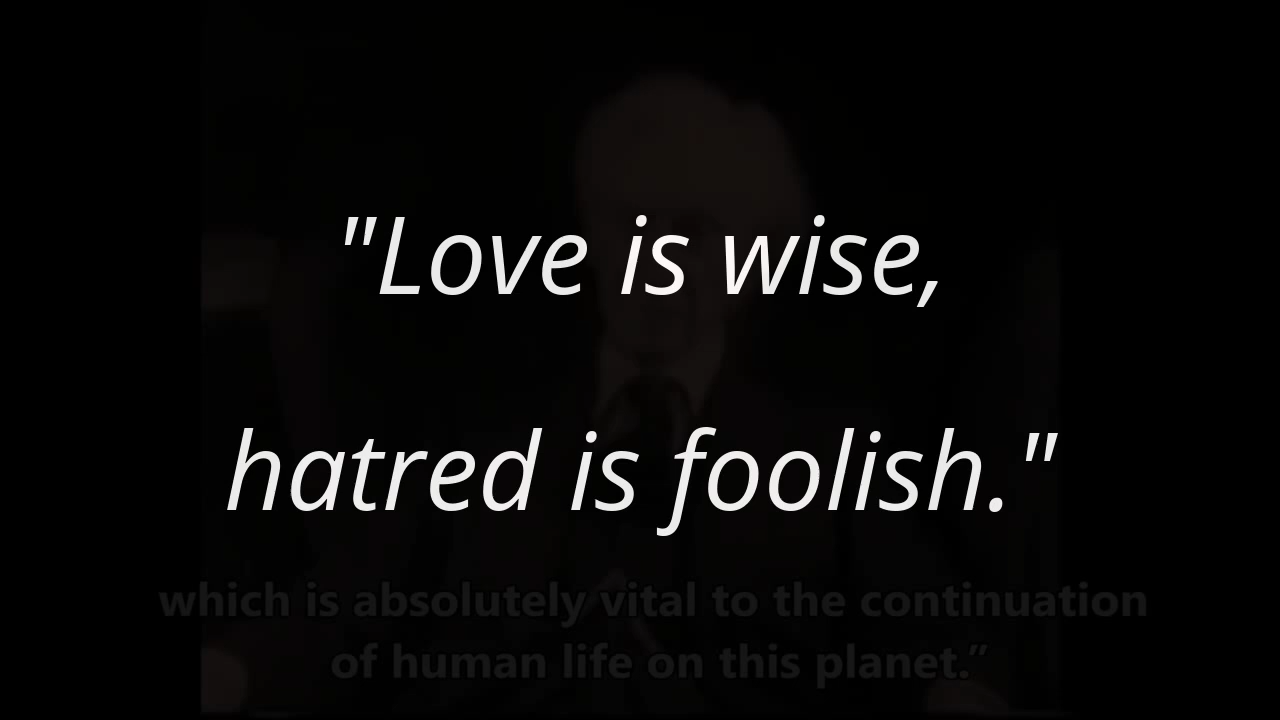 "Love is wise,
hatred is foolish."
which is absolutely vital to the continuation
of human life on this planet.”